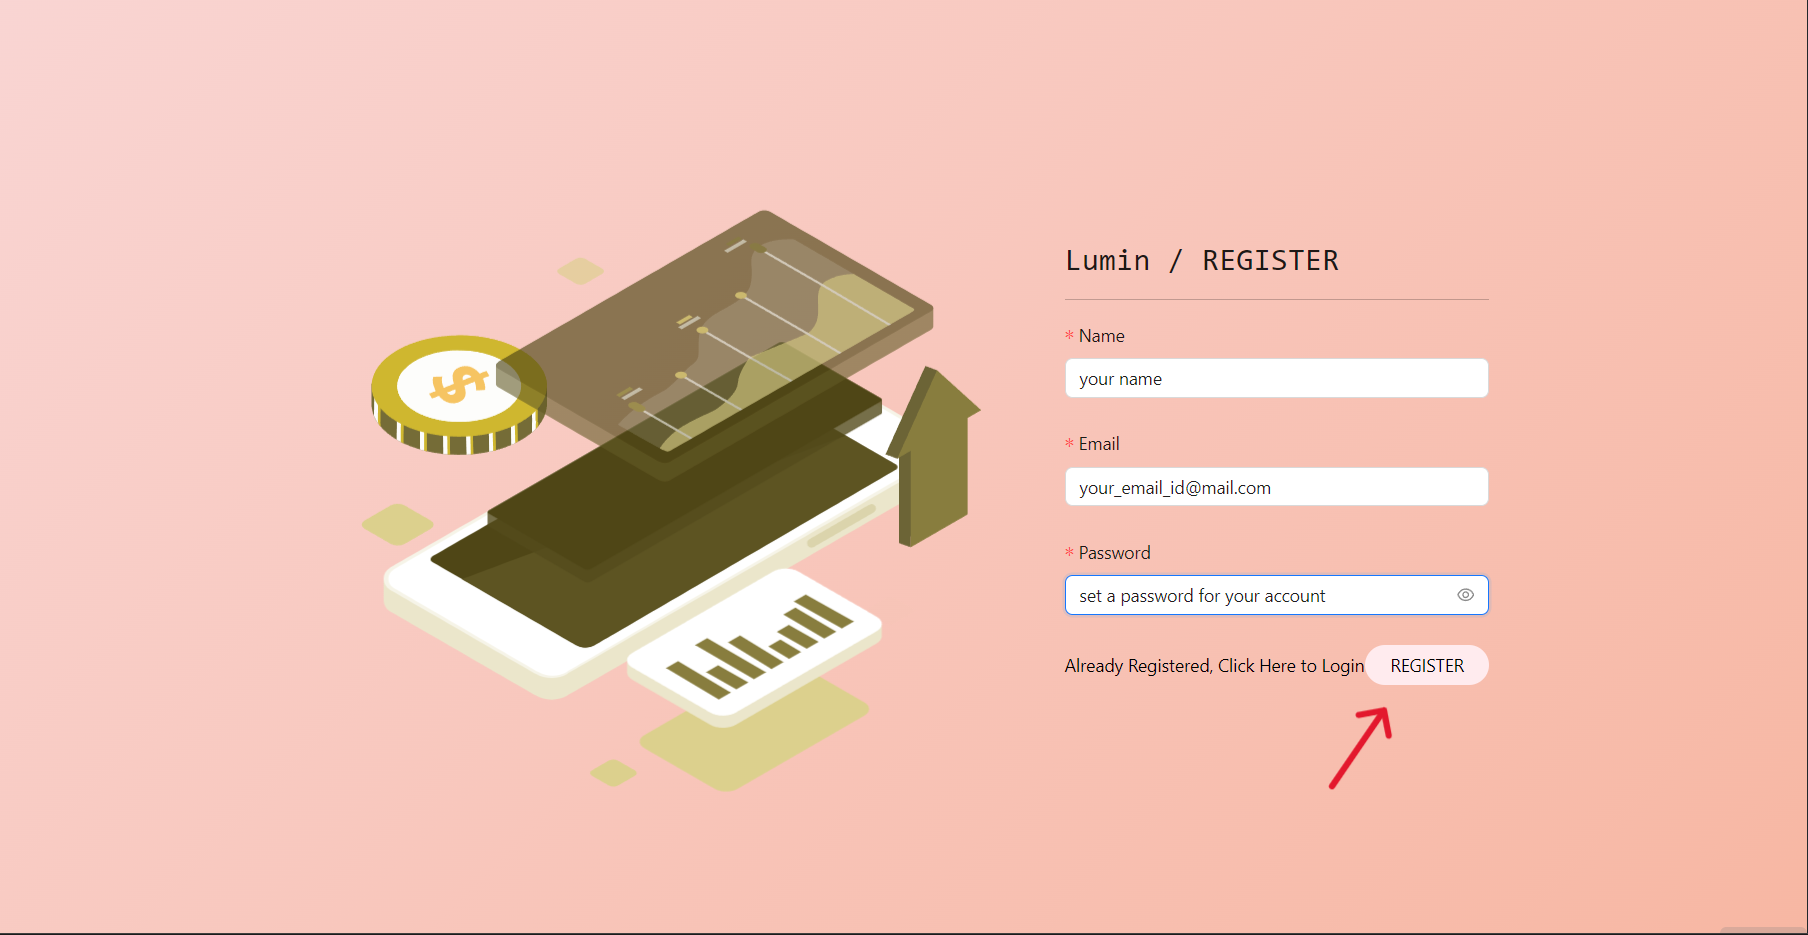 Lumin / REGISTER
* Name
your name
* Email
your_email_id@mail.com
* Password
set a password for your account
Already Registered, Click Here to Login REGISTER
$